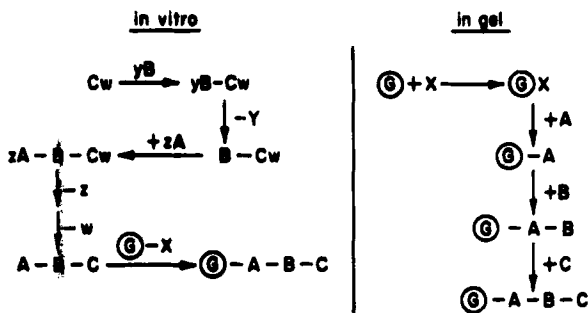 in vitro
Cw yB yB-Cw
-Y
zA-B-Cw +zA B-Cw
-z
-w
A-B-C G-X G-A-B-C
in gel
G+X GX
+A
G-A
+B
G-A-B
+C
G-A-B-C